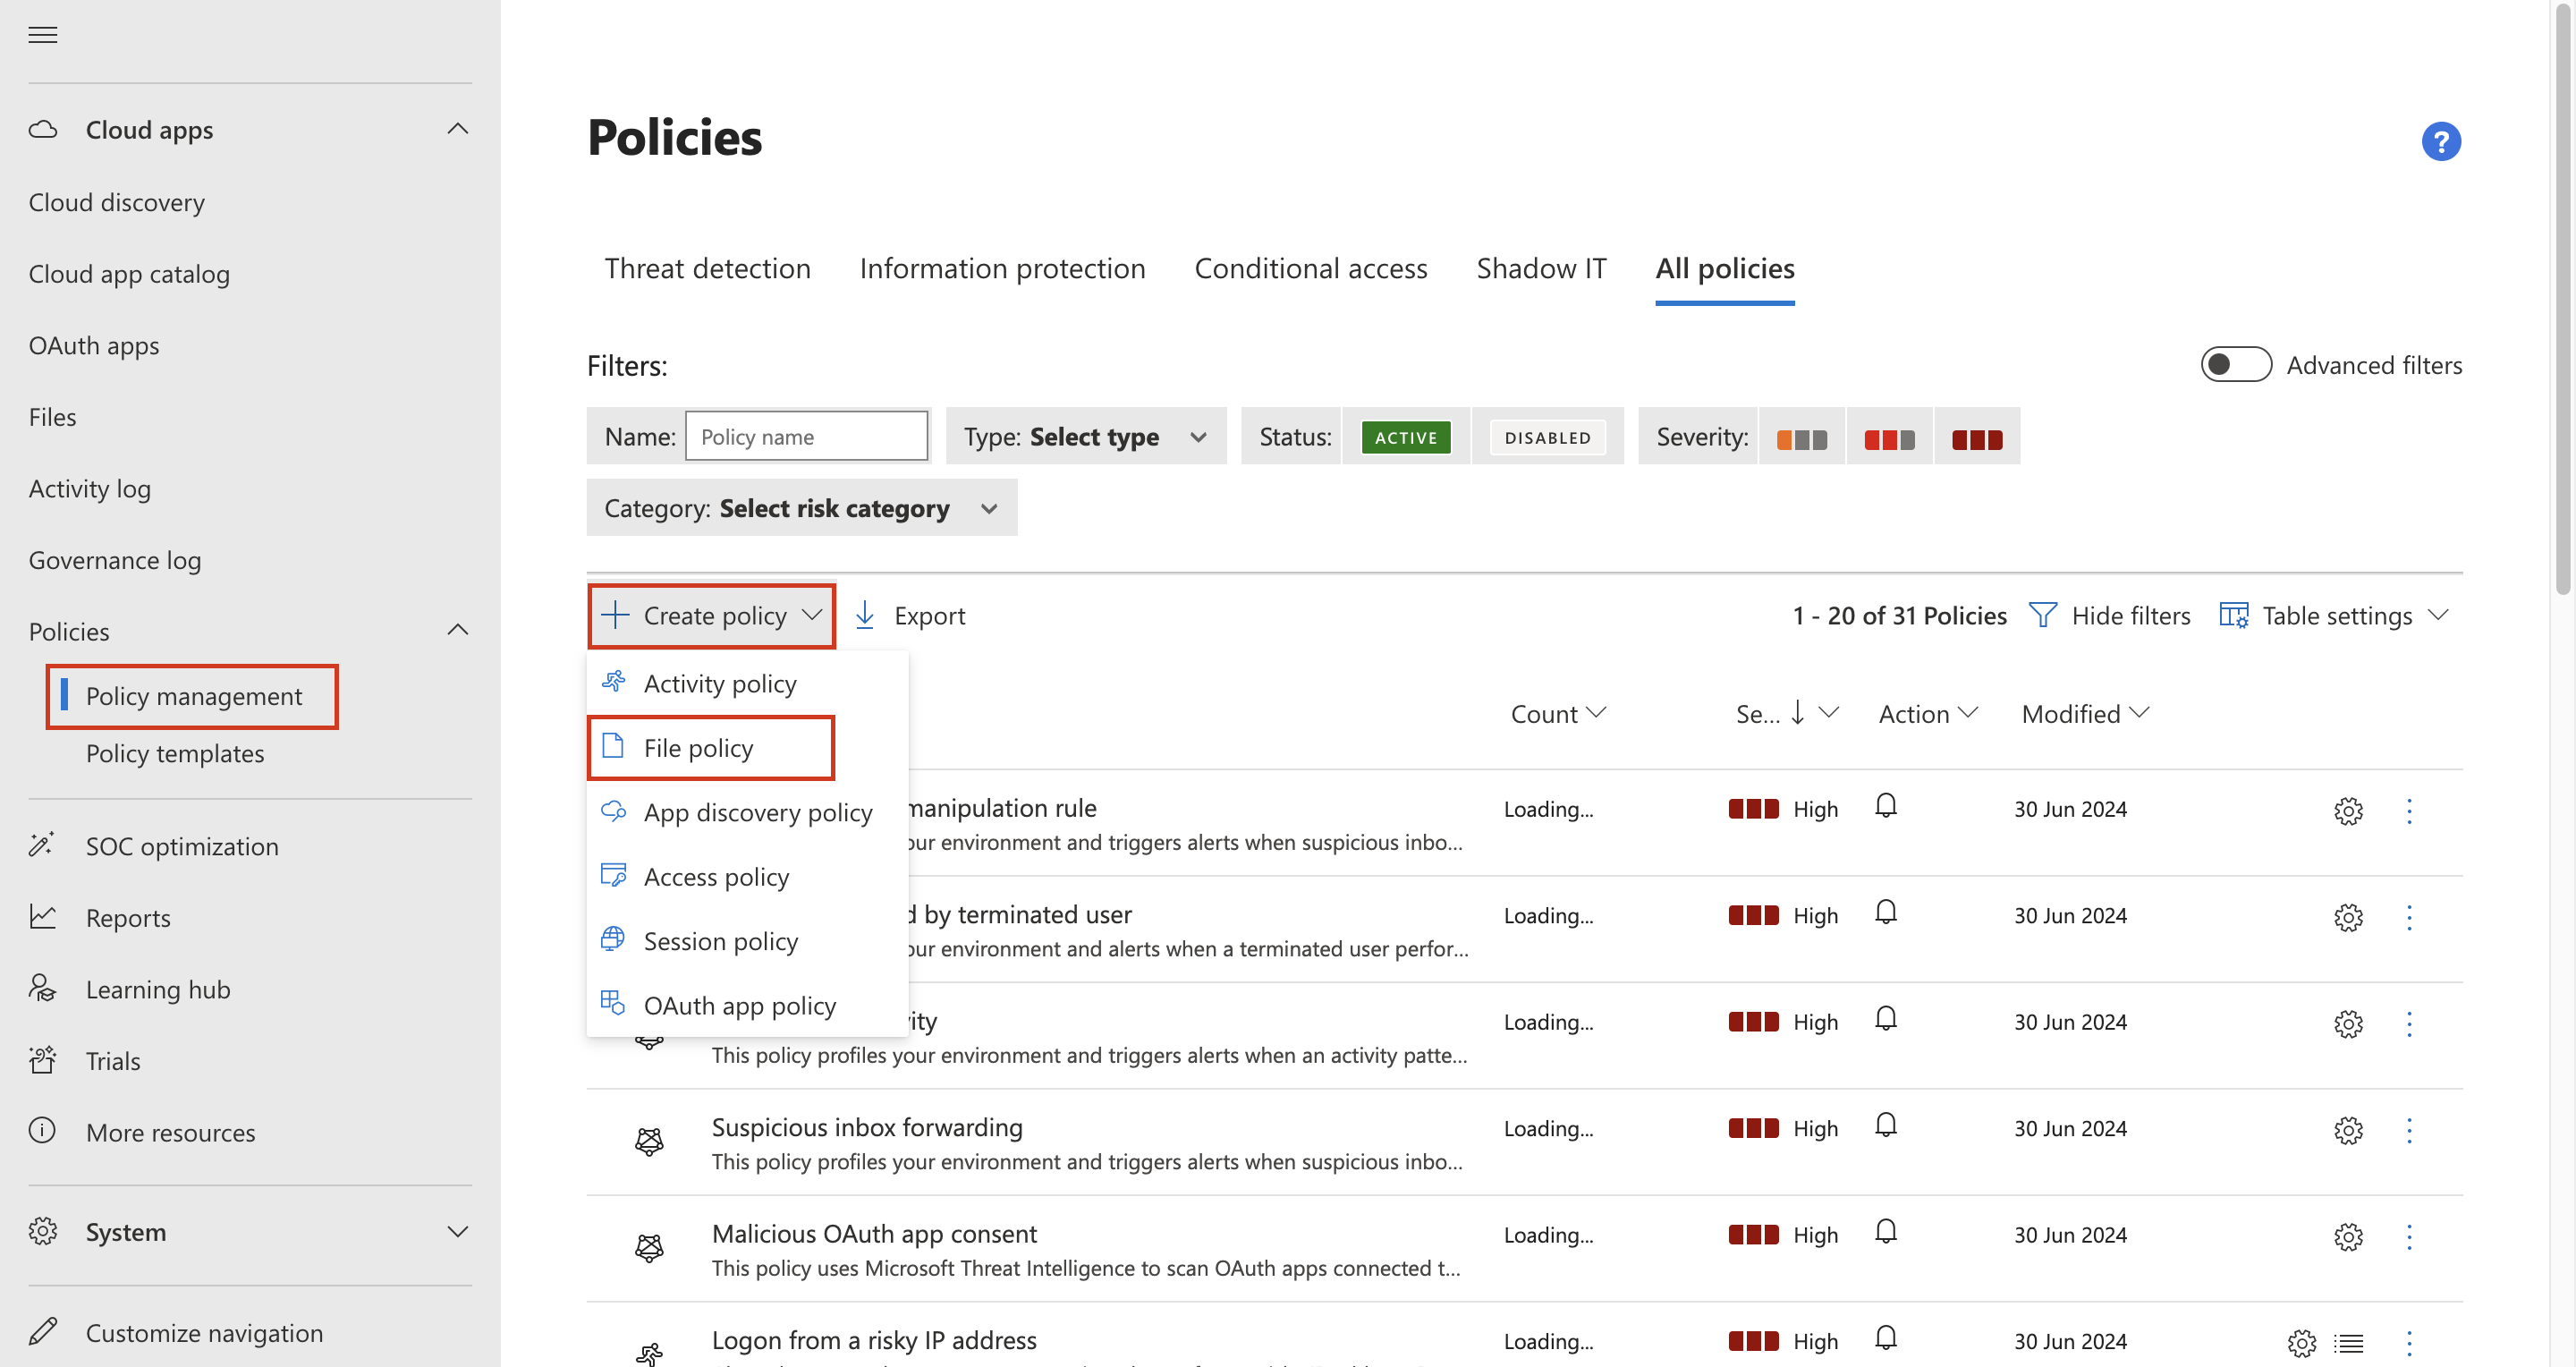 Cloud apps
Cloud discovery
Cloud app catalog
OAuth apps
Files
Activity log
Governance log
Policies
Policy management
Policy templates
SOC optimization
Reports
Learning hub
Trials
More resources
System
Customize navigation
Policies
?
Threat detection Information protection Conditional access Shadow IT All policies
Filters:
Advanced filters
Name: Policy name Type: Select type Status: ACTIVE DISABLED Severity:
Category: Select risk category
Create policy Export 1 - 20 of 31 Policies Hide filters Table settings
Activity policy
File policy
App discovery policy
Access policy
Session policy
OAuth app policy
Count Se... Action Modified
manipulation rule Loading... High 30 Jun 2024
our environment and triggers alerts when suspicious inbo...
d by terminated user Loading... High 30 Jun 2024
our environment and alerts when a terminated user perfor...
ity Loading... High 30 Jun 2024
This policy profiles your environment and triggers alerts when an activity patte...
Suspicious inbox forwarding Loading... High 30 Jun 2024
This policy profiles your environment and triggers alerts when suspicious inbo...
Malicious OAuth app consent Loading... High 30 Jun 2024
This policy uses Microsoft Threat Intelligence to scan OAuth apps connected t...
Logon from a risky IP address Loading... High 30 Jun 2024